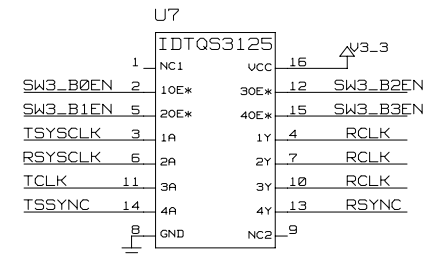 U7
IDTQS3125
V3_3
1 NC1 VCC 16
SW3_B0EN 2 1OE* 3OE* 12 SW3_B2EN
SW3_B1EN 5 2OE* 4OE* 15 SW3_B3EN
TSYSCLK 3 1A 1Y 4 RCLK
RSYSCLK 6 2A 2Y 7 RCLK
TCLK 11 3A 3Y 10 RCLK
TSSYNC 14 4A 4Y 13 RSYNC
8 GND NC2 9